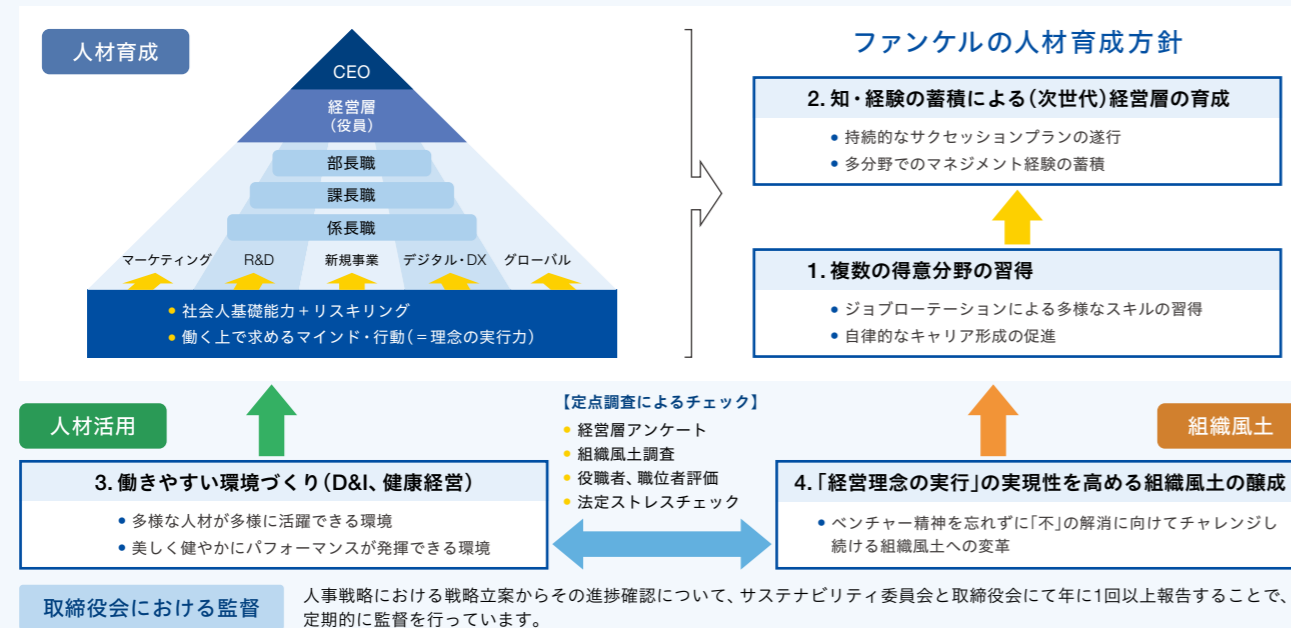 人材育成
CEO
経営層
(役員)
部長職
課長職
係長職
マーケティング
R&D
新規事業
デジタル・DX
グローバル
● 社会人基礎能力+リスキリング
● 働く上で求めるマインド・行動(=理念の実行力)
ファンケルの人材育成方針
2. 知・経験の蓄積による(次世代)経営層の育成
● 持続的なサクセッションプランの遂行
● 多分野でのマネジメント経験の蓄積
1. 複数の得意分野の習得
● ジョブローテーションによる多様なスキルの習得
● 自律的なキャリア形成の促進
人材活用
3. 働きやすい環境づくり(D&I、健康経営)
● 多様な人材が多様に活躍できる環境
● 美しく健やかにパフォーマンスが発揮できる環境
【定点調査によるチェック】
● 経営層アンケート
● 組織風土調査
● 役職者、職位者評価
● 法定ストレスチェック
組織風土
4.「経営理念の実行」の実現性を高める組織風土の醸成
● ベンチャー精神を忘れずに「不」の解消に向けてチャレンジし
続ける組織風土への変革
取締役会における監督
人事戦略における戦略立案からその進捗確認について、サステナビリティ委員会と取締役会にて年に1回以上報告することで、
定期的に監督を行っています。